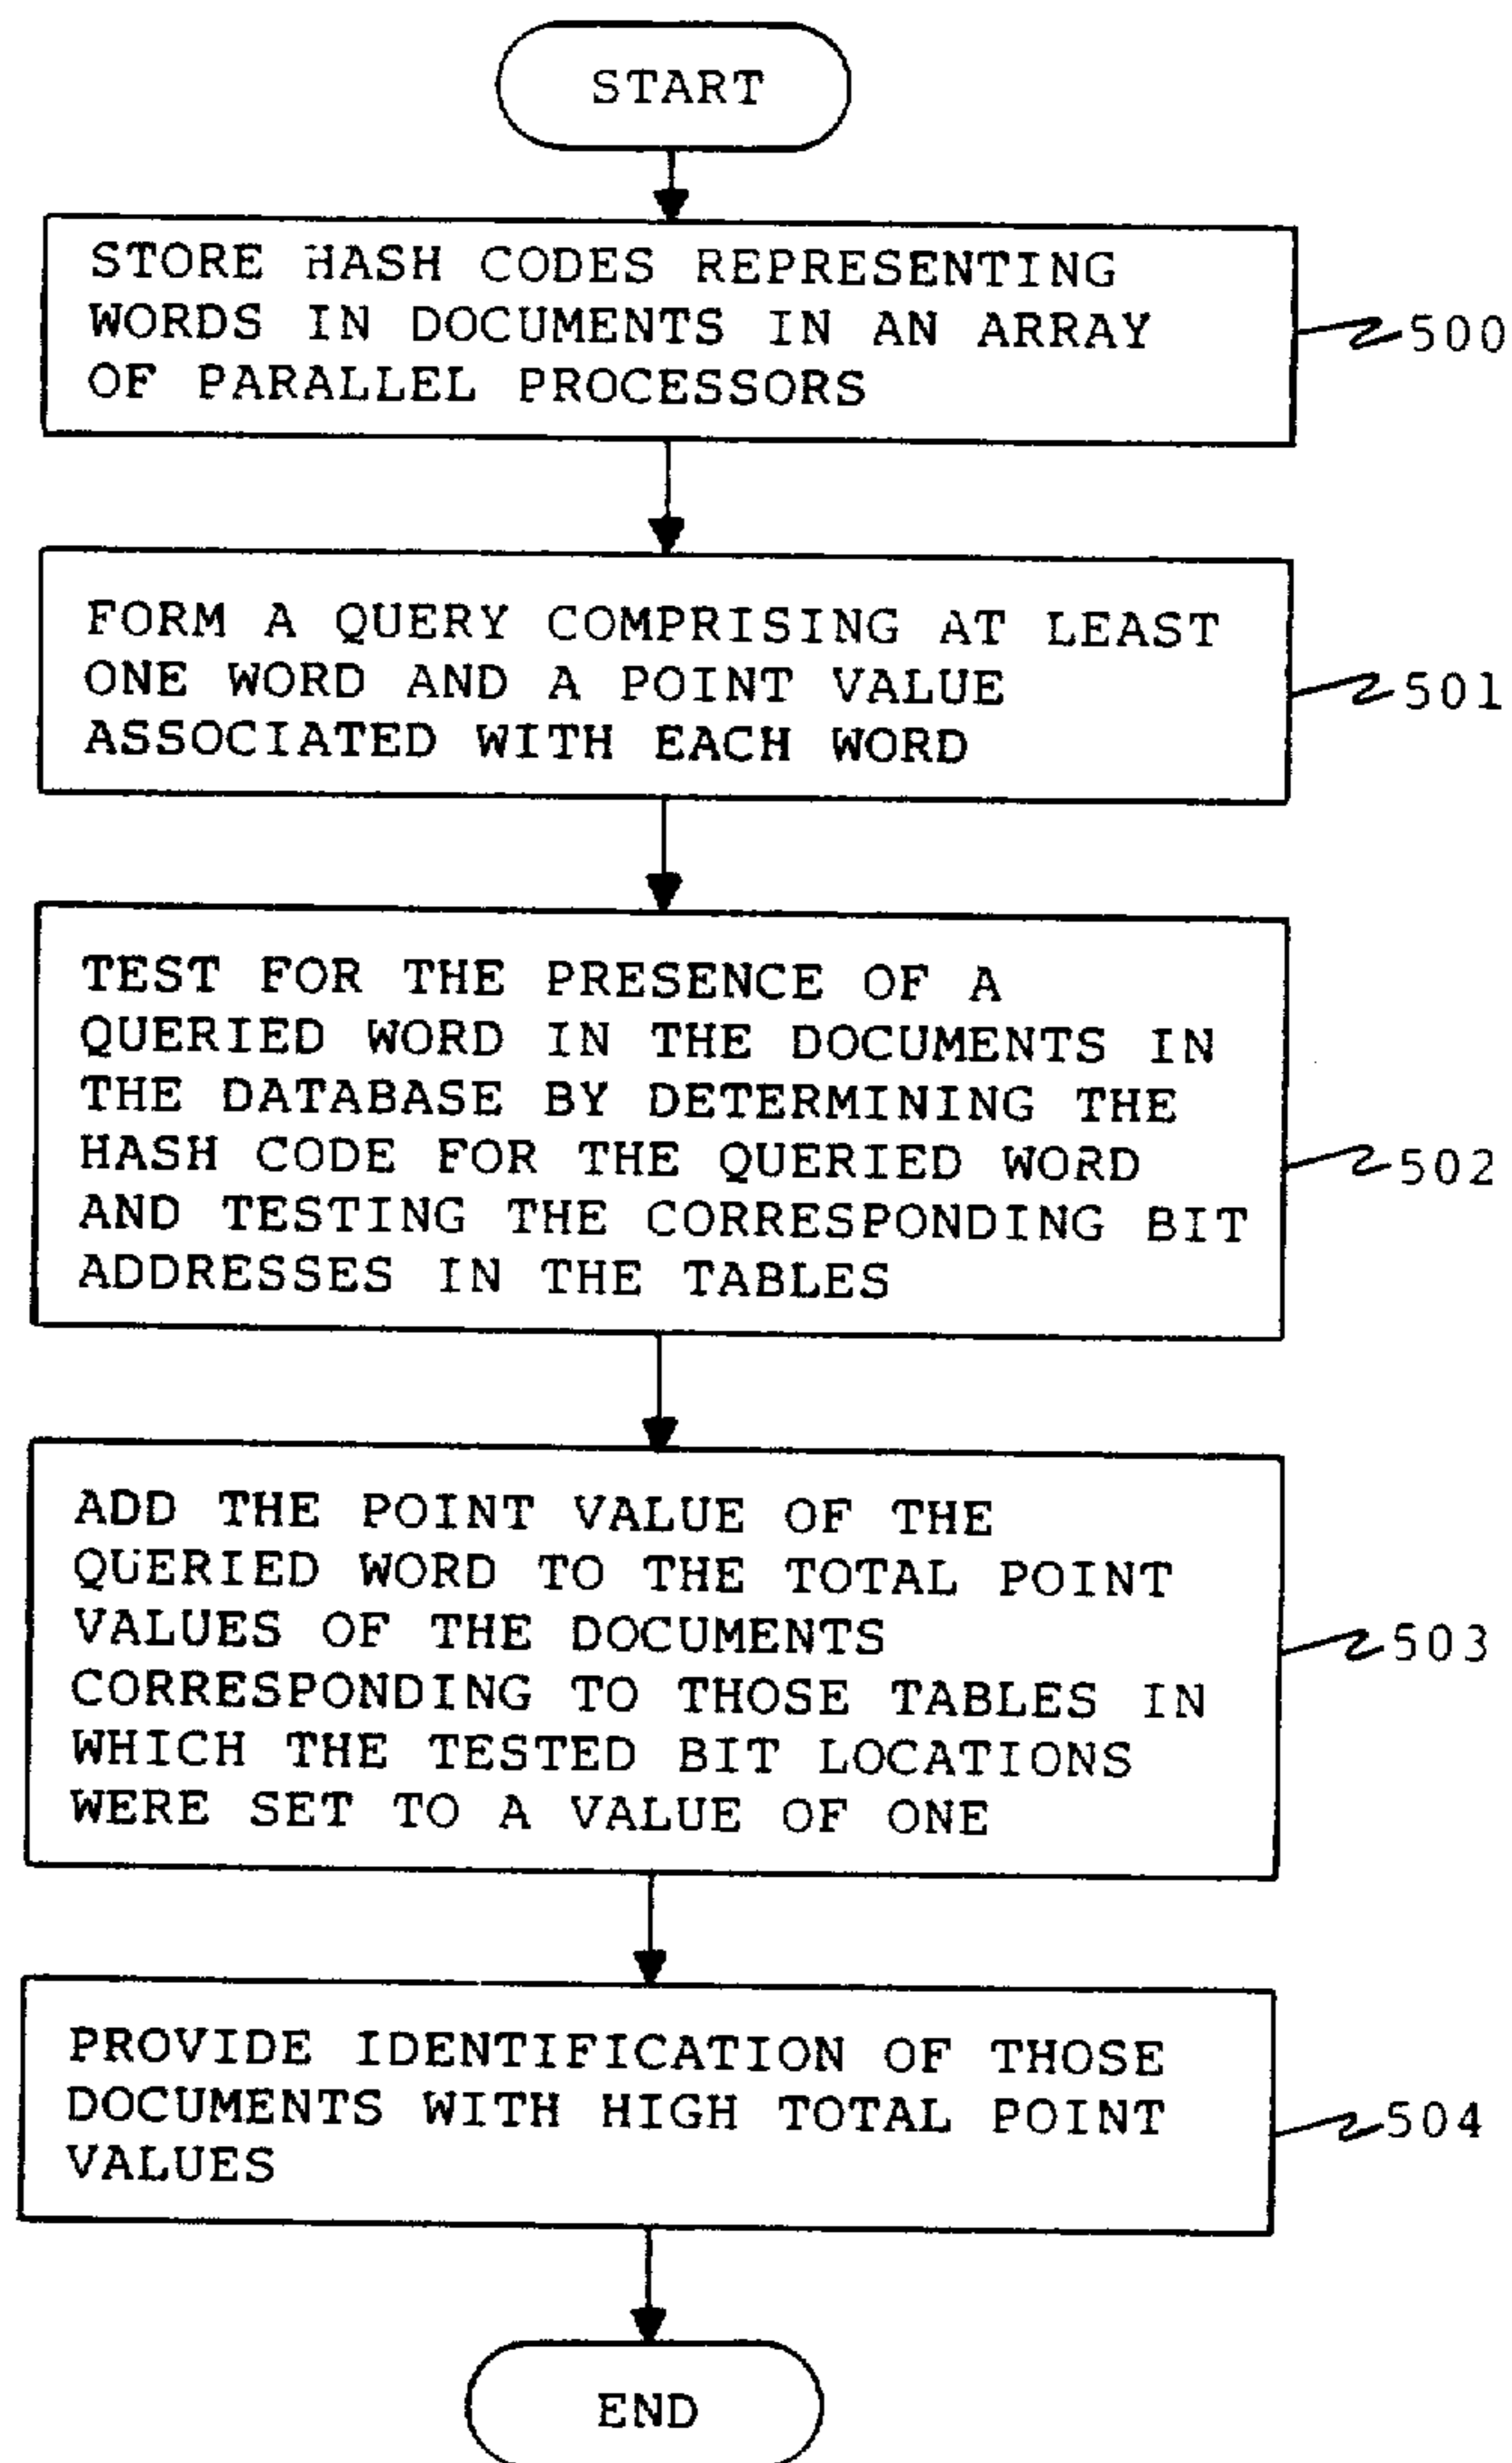 START
STORE HASH CODES REPRESENTING
WORDS IN DOCUMENTS IN AN ARRAY
OF PARALLEL PROCESSORS
500
FORM A QUERY COMPRISING AT LEAST
ONE WORD AND A POINT VALUE
ASSOCIATED WITH EACH WORD
501
TEST FOR THE PRESENCE OF A
QUERIED WORD IN THE DOCUMENTS IN
THE DATABASE BY DETERMINING THE
HASH CODE FOR THE QUERIED WORD
AND TESTING THE CORRESPONDING BIT
ADDRESSES IN THE TABLES
502
ADD THE POINT VALUE OF THE
QUERIED WORD TO THE TOTAL POINT
VALUES OF THE DOCUMENTS
CORRESPONDING TO THOSE TABLES IN
WHICH THE TESTED BIT LOCATIONS
WERE SET TO A VALUE OF ONE
503
PROVIDE IDENTIFICATION OF THOSE
DOCUMENTS WITH HIGH TOTAL POINT
VALUES
504
END